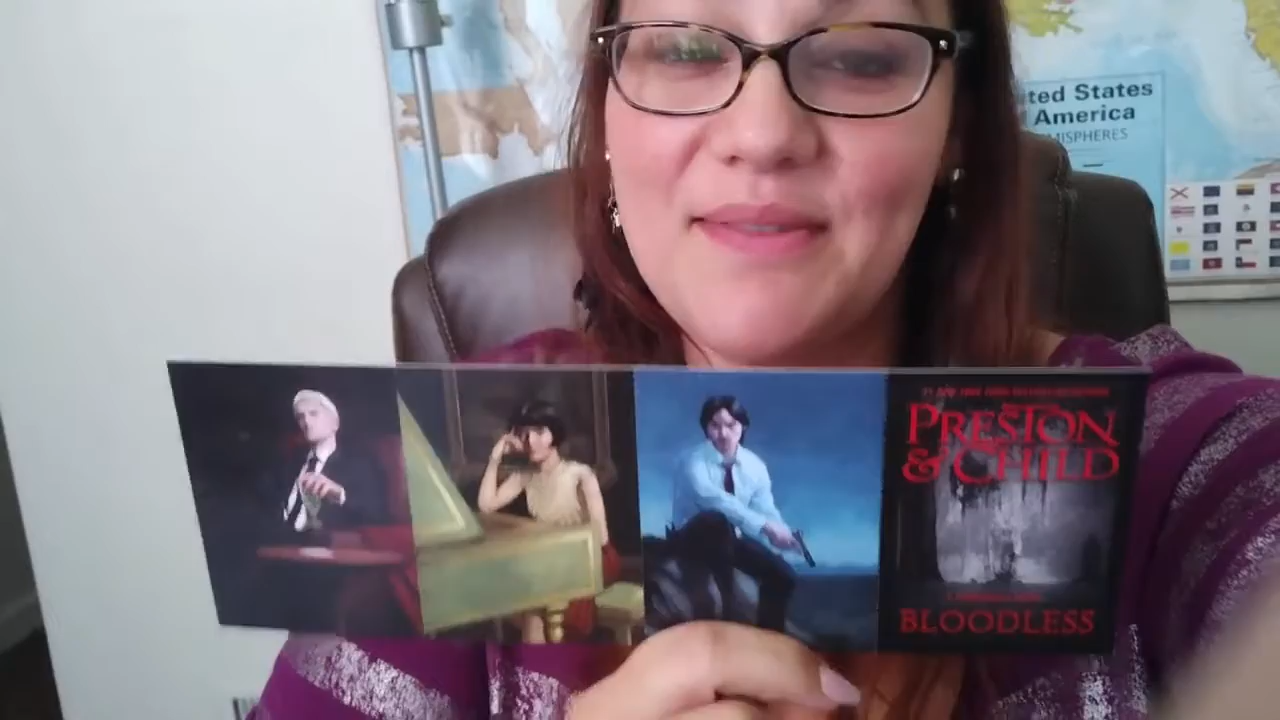 ted States
America
MISPHERES
PRESTON
& CHILD
BLOODLESS